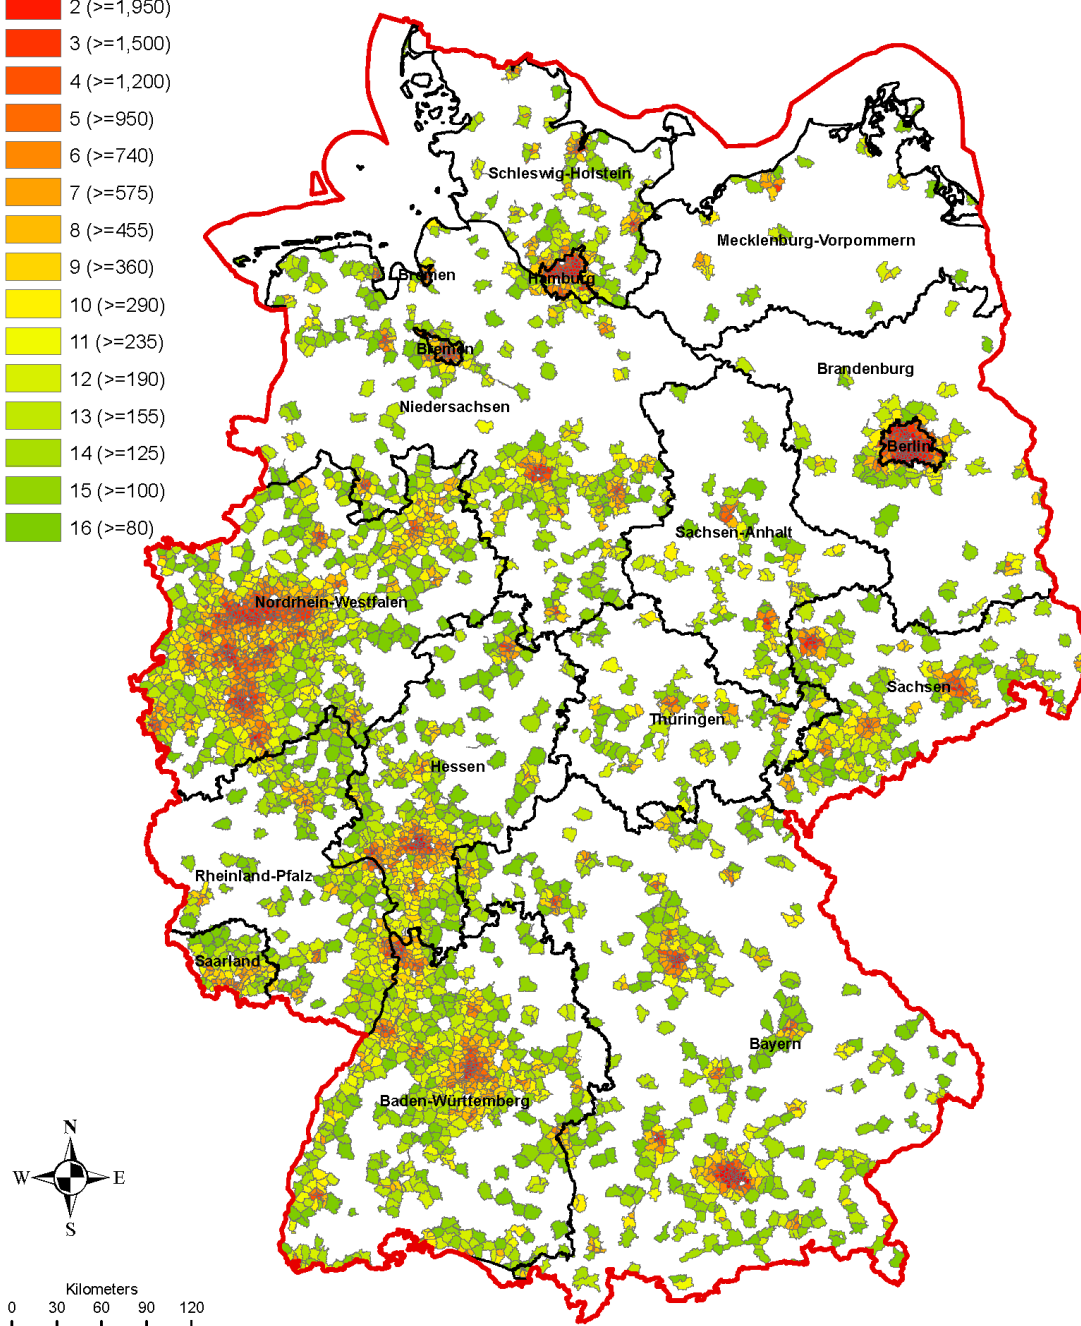 2 (>=1,950)
3 (>=1,500)
4 (>=1,200)
5 (>=950)
6 (>=740)
7 (>=575)
8 (>=455)
9 (>=360)
10 (>=290)
11 (>=235)
12 (>=190)
13 (>=155)
14 (>=125)
15 (>=100)
16 (>=80)
Schleswig-Holstein
Mecklenburg-Vorpommern
Bremen
Hamburg
Bremen
Brandenburg
Niedersachsen
Berlin
Sachsen-Anhalt
Nordrhein-Westfalen
Sachsen
Thüringen
Hessen
Rheinland-Pfalz
Saarland
Bayern
Baden-Württemberg
N
W E
S
Kilometers
0 30 60 90 120